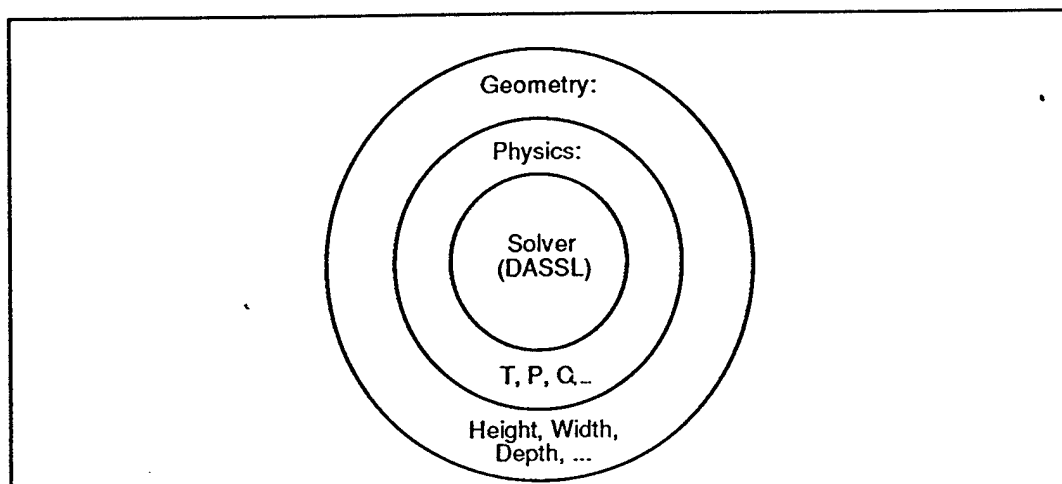 Geometry:
Physics:
Solver
(DASSL)
T, P, Q, ...
Height, Width,
Depth, ...